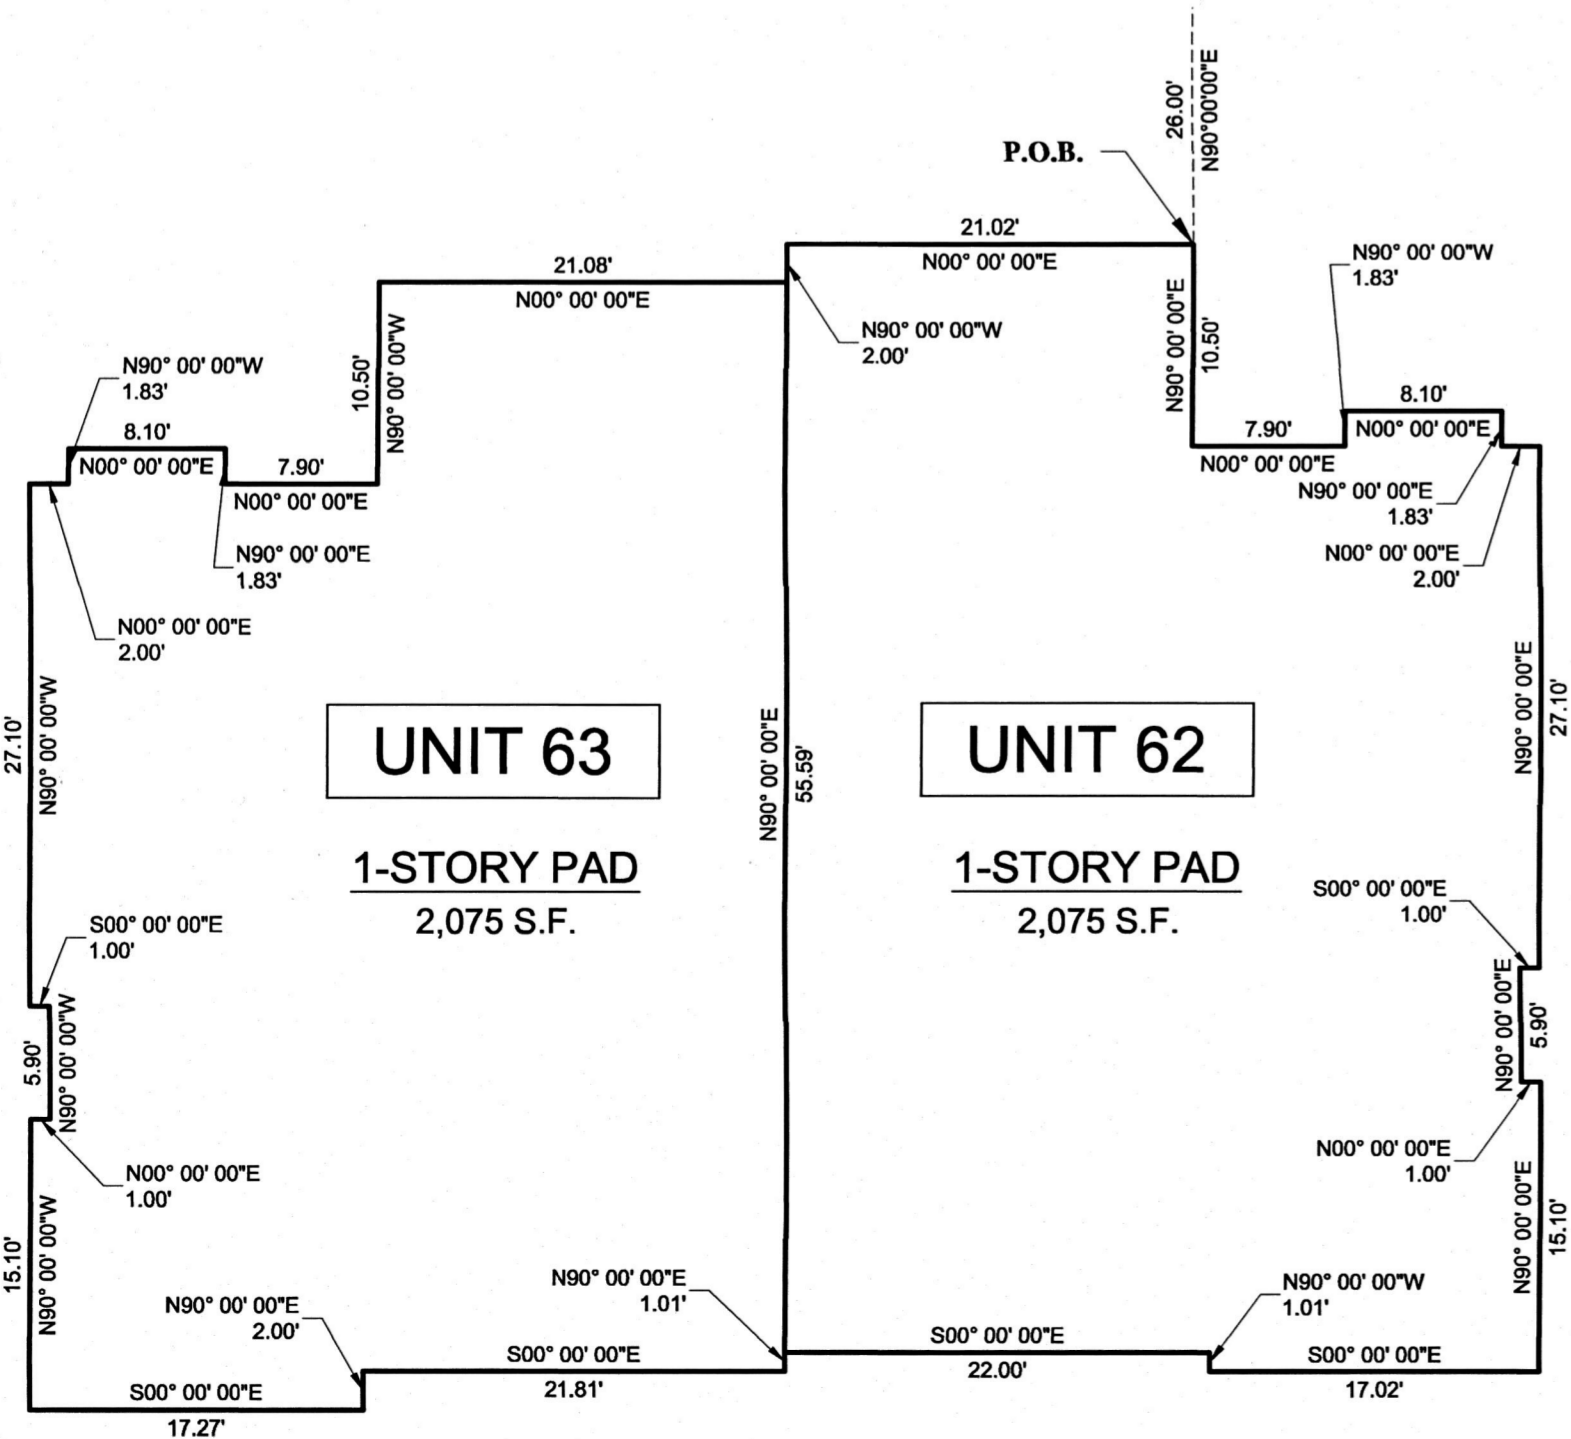 26.00'
N90°00'00"E
P.O.B.
21.02'
N00° 00' 00"E
21.08'
N00° 00' 00"E
N90° 00' 00"W
1.83'
N90° 00' 00"W
2.00'
N90° 00' 00"E
10.50'
10.50'
N90° 00' 00"W
N90° 00' 00"W
1.83'
8.10'
N00° 00' 00"E
7.90'
N00° 00' 00"E
8.10'
N00° 00' 00"E
7.90'
N00° 00' 00"E
N90° 00' 00"E
1.83'
N90° 00' 00"E
1.83'
N00° 00' 00"E
2.00'
N00° 00' 00"E
2.00'
27.10'
N90° 00' 00"W
UNIT 63
1-STORY PAD
2,075 S.F.
N90° 00' 00"E
55.59'
UNIT 62
1-STORY PAD
2,075 S.F.
N90° 00' 00"E
27.10'
S00° 00' 00"E
1.00'
S00° 00' 00"E
1.00'
5.90'
N90° 00' 00"W
N90° 00' 00"E
5.90'
N00° 00' 00"E
1.00'
N00° 00' 00"E
1.00'
15.10'
N90° 00' 00"W
N90° 00' 00"E
15.10'
N90° 00' 00"E
2.00'
N90° 00' 00"E
1.01'
N90° 00' 00"W
1.01'
S00° 00' 00"E
17.27'
S00° 00' 00"E
21.81'
S00° 00' 00"E
22.00'
S00° 00' 00"E
17.02'